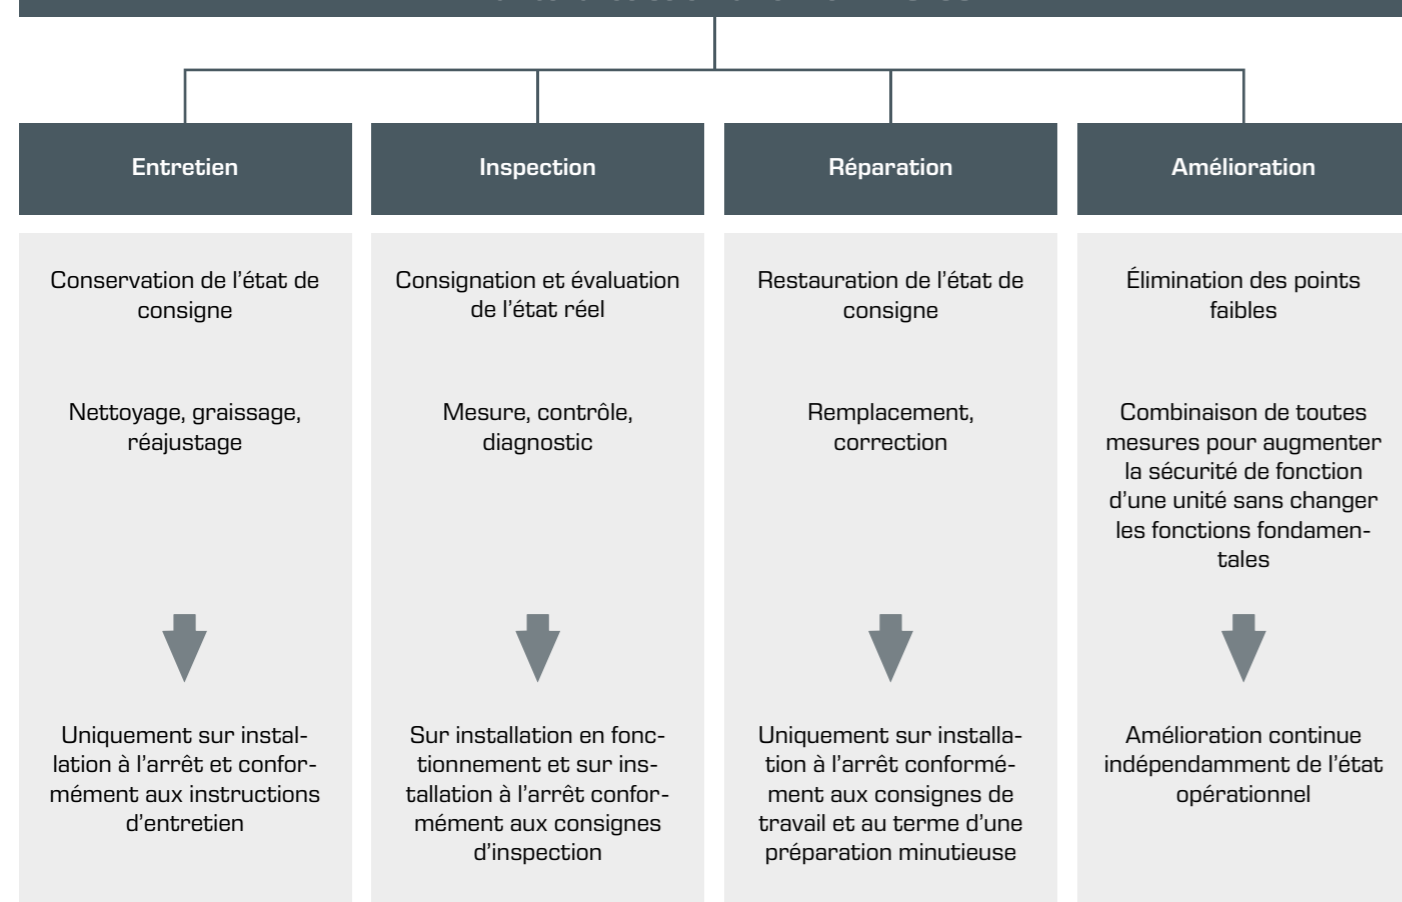 Entretien
Inspection
Réparation
Amélioration
Conservation de l'état de
consigne
Nettoyage, graissage,
réajustage
Uniquement sur instal-
lation à l'arrêt et confor-
mément aux instructions
d'entretien
Consignation et évaluation
de l'état réel
Mesure, contrôle,
diagnostic
Sur installation en fonc-
tionnement et sur ins-
tallation à l'arrêt confor-
mément aux consignes
d'inspection
Restauration de l'état de
consigne
Remplacement,
correction
Uniquement sur installa-
tion à l'arrêt conformé-
ment aux consignes de
travail et au terme d'une
préparation minutieuse
Élimination des points
faibles
Combinaison de toutes
mesures pour augmenter
la sécurité de fonction
d'une unité sans changer
les fonctions fondamen-
tales
Amélioration continue
indépendamment de l'état
opérationnel